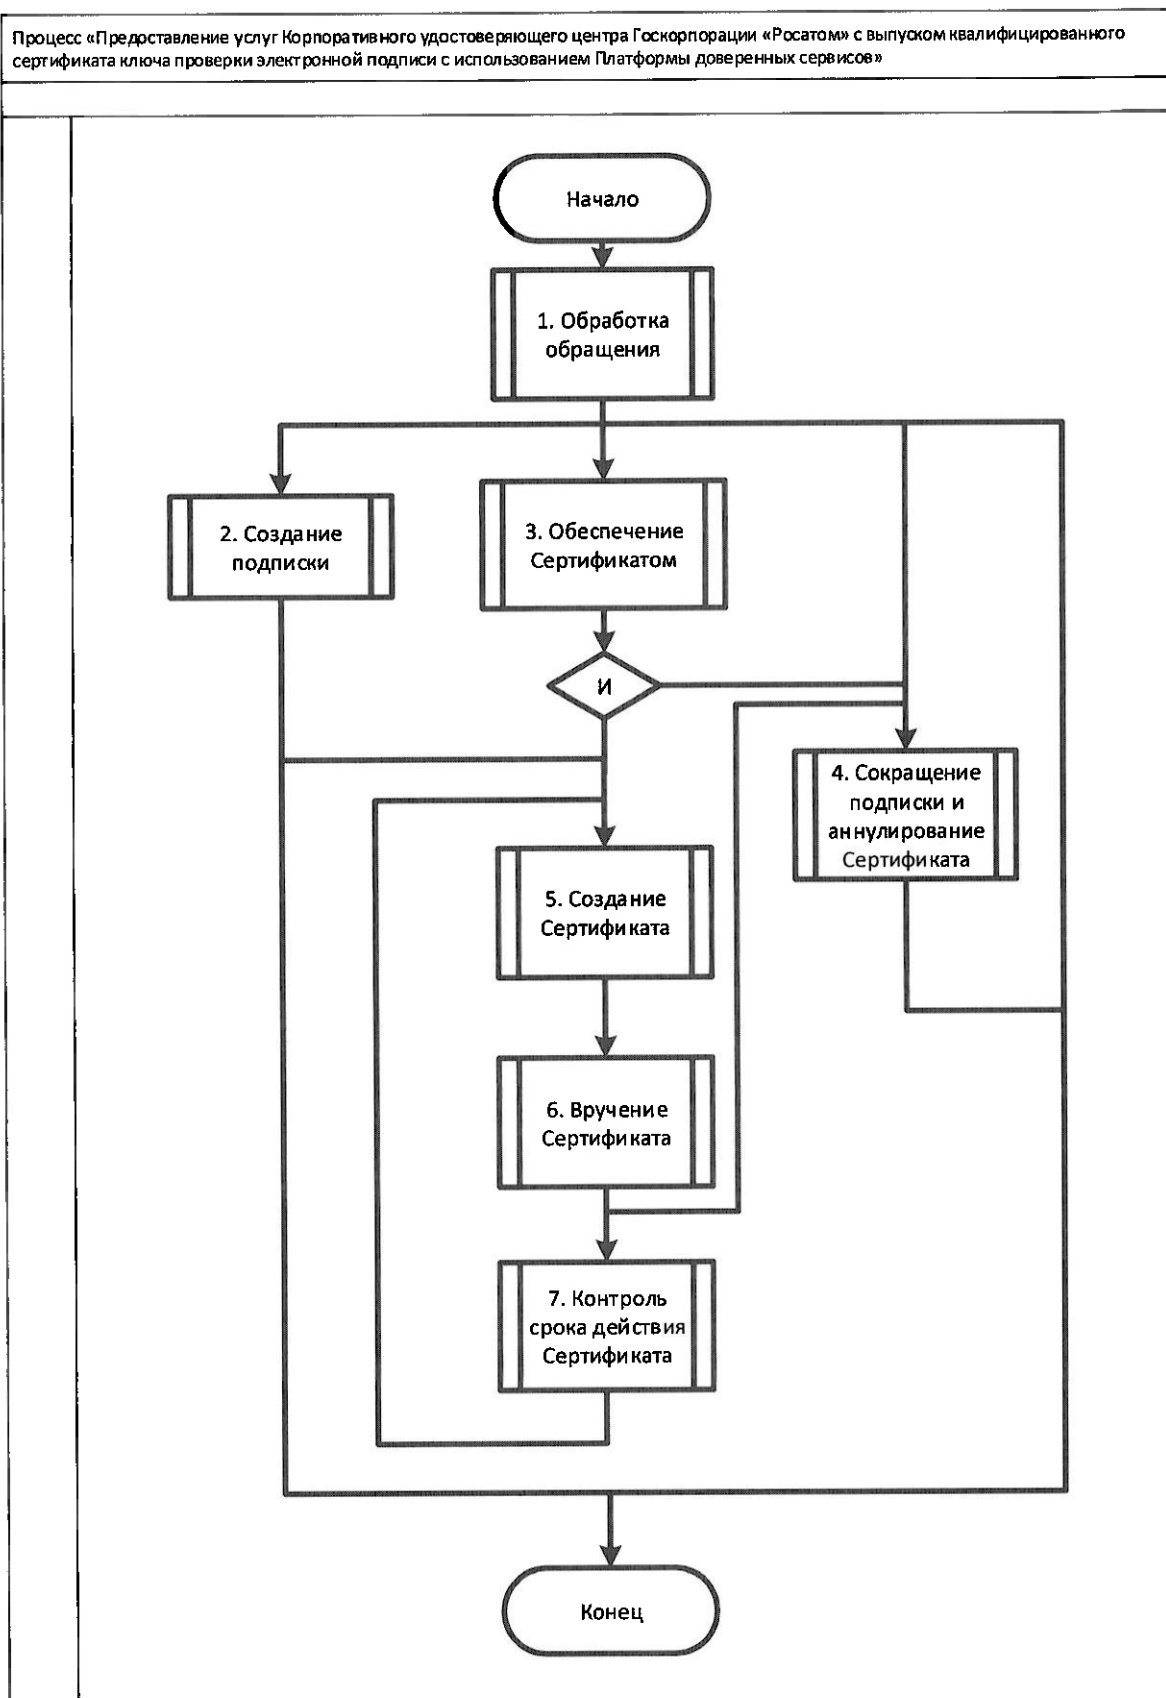 Процесс «Предоставление услуг Корпоративного удостоверяющего центра Госкорпорации «Росатом» с выпуском квалифицированного
сертификата ключа проверки электронной подписи с использованием Платформы доверенных сервисов»
Начало
1. Обработка
обращения
2. Создание
подписки
3. Обеспечение
Сертификатом
И
4. Сокращение
подписки и
аннулирование
Сертификата
5. Создание
Сертификата
6. Вручение
Сертификата
7. Контроль
срока действия
Сертификата
Конец